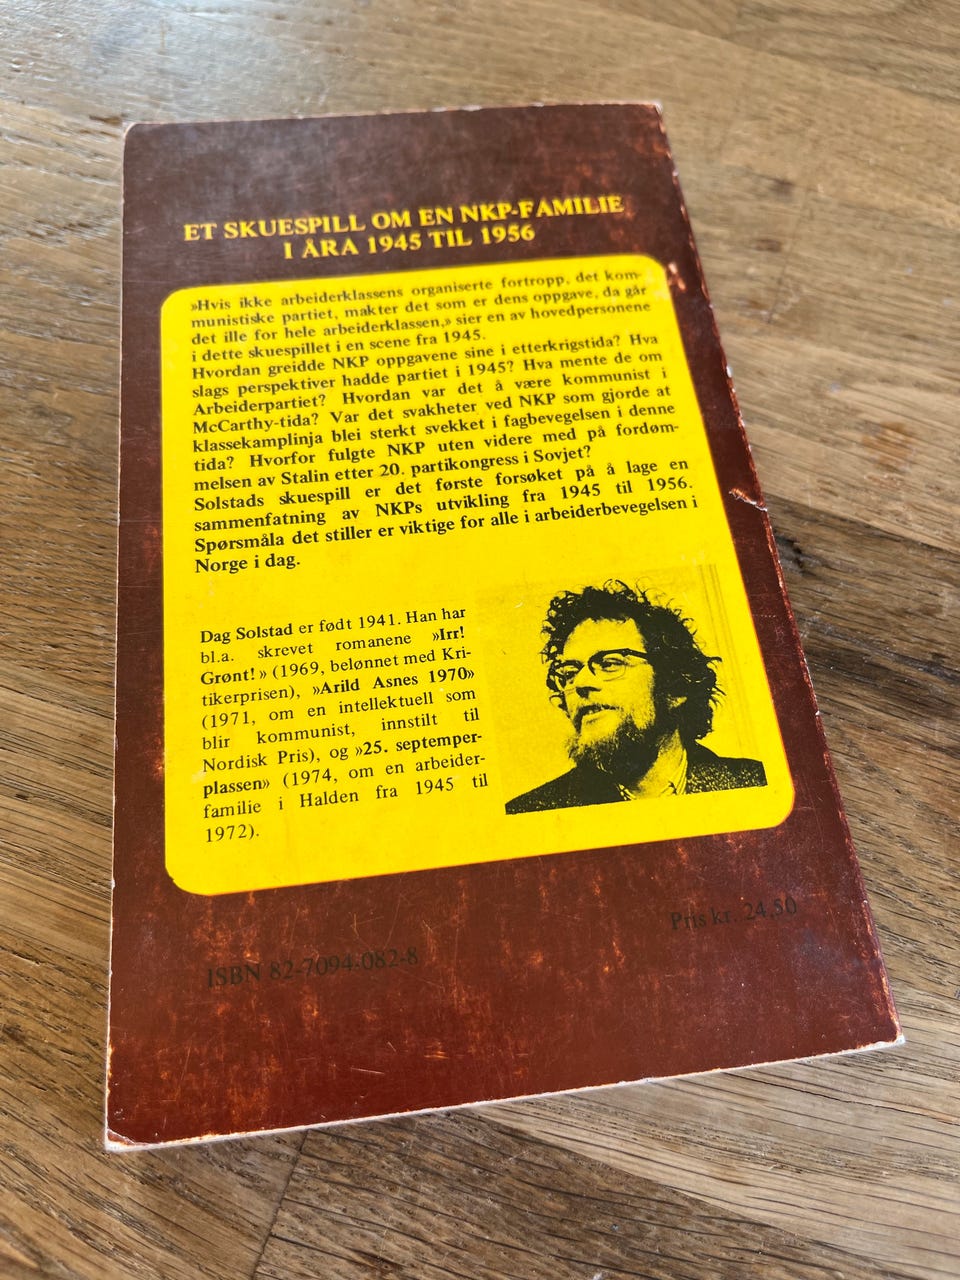 ET SKUESPILL OM EN NKP-FAMILIE
I ÅRA 1945 TIL 1956
»Hvis ikke arbeiderklassens organiserte fortropp, det kom-
munistiske partiet, makter det som er dens oppgave, da går
det ille for hele arbeiderklassen,» sier en av hovedpersonene
i dette skuespillet i en scene fra 1945.
Hvordan greidde NKP oppgavene sine i etterkrigstida? Hva
slags perspektiver hadde partiet i 1945? Hva mente de om
Arbeiderpartiet? Hvordan var det å være kommunist i
McCarthy-tida? Var det svakheter ved NKP som gjorde at
klassekamplinja blei sterkt svekket i fagbevegelsen i denne
tida? Hvorfor fulgte NKP uten videre med på fordøm-
melsen av Stalin etter 20. partikongress i Sovjet?
Solstads skuespill er det første forsøket på å lage en
sammenfatning av NKPs utvikling fra 1945 til 1956.
Spørsmåla det stiller er viktige for alle i arbeiderbevegelsen i
Norge i dag.
Dag Solstad er født 1941. Han har
bl.a. skrevet romanene »Irr!
Grønt!» (1969, belønnet med Kri-
tikerprisen), »Arild Asnes 1970»
(1971, om en intellektuell som
blir kommunist, innstilt til
Nordisk Pris), og »25. septemper-
plassen» (1974, om en arbeider-
familie i Halden fra 1945 til
1972).
Pris kr. 24,50
ISBN 82-7094-082-8